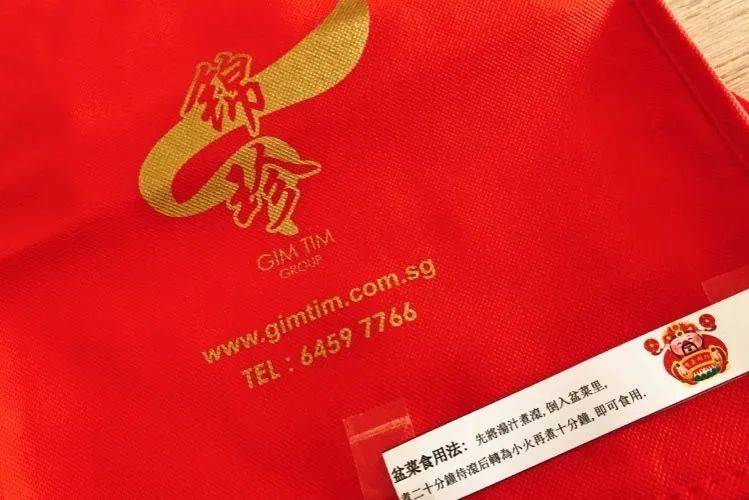 錦
珍
GIM TIM
GROUP
www.gimtim.com.sg
TEL : 6459 7766
盆菜食用法：先將湯汁煮滾, 倒入盆菜里,
煮二十分鐘待滾后轉為小火再煮十分鐘, 即可食用.